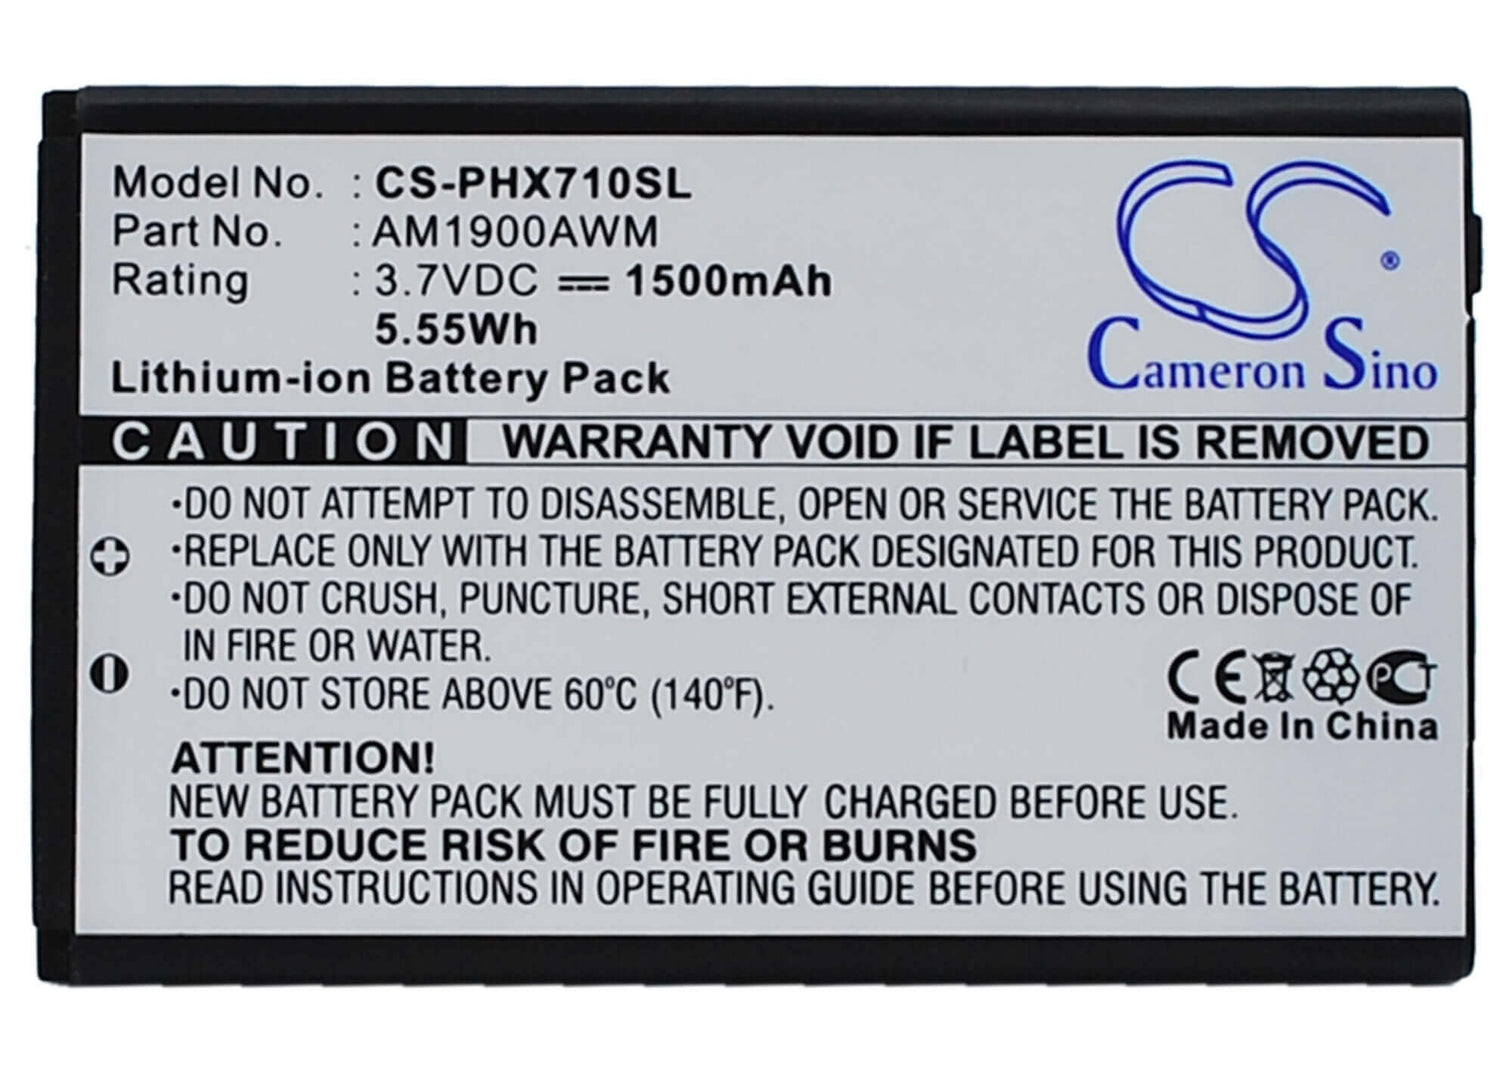 Model No. : CS-PHX710SL
Part No. : AM1900AWM
Rating : 3.7VDC 1500mAh
5.55Wh
Lithium-ion Battery Pack
CS ®
Cameron Sino
CAUTION WARRANTY VOID IF LABEL IS REMOVED
·DO NOT ATTEMPT TO DISASSEMBLE, OPEN OR SERVICE THE BATTERY PACK.
·REPLACE ONLY WITH THE BATTERY PACK DESIGNATED FOR THIS PRODUCT.
·DO NOT CRUSH, PUNCTURE, SHORT EXTERNAL CONTACTS OR DISPOSE OF
IN FIRE OR WATER.
·DO NOT STORE ABOVE 60°C (140°F).
CE PCT
Made In China
ATTENTION!
NEW BATTERY PACK MUST BE FULLY CHARGED BEFORE USE.
TO REDUCE RISK OF FIRE OR BURNS
READ INSTRUCTIONS IN OPERATING GUIDE BEFORE USING THE BATTERY.